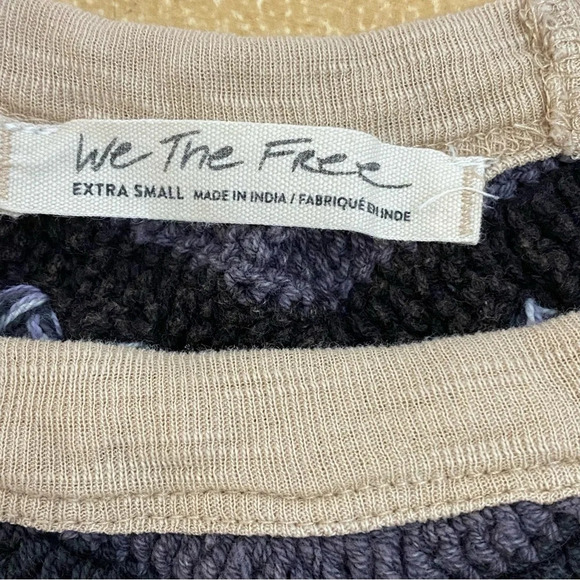 We The Free
EXTRA SMALL MADE IN INDIA / FABRIQUÉ EN INDE